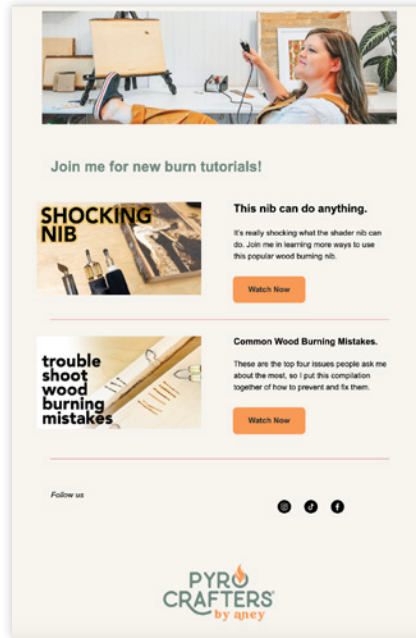 Join me for new burn tutorials!
SHOCKING
NIB
This nib can do anything.
It's really shocking what the shader nib can
do. Join me in learning more ways to use
this popular wood burning nib.
Watch Now
trouble
shoot
wood
burning
mistakes
Common Wood Burning Mistakes.
These are the top four issues people ask me
about the most, so I put this compilation
together of how to prevent and fix them.
Watch Now
Follow us
PYRO
CRAFTERS®
by aney